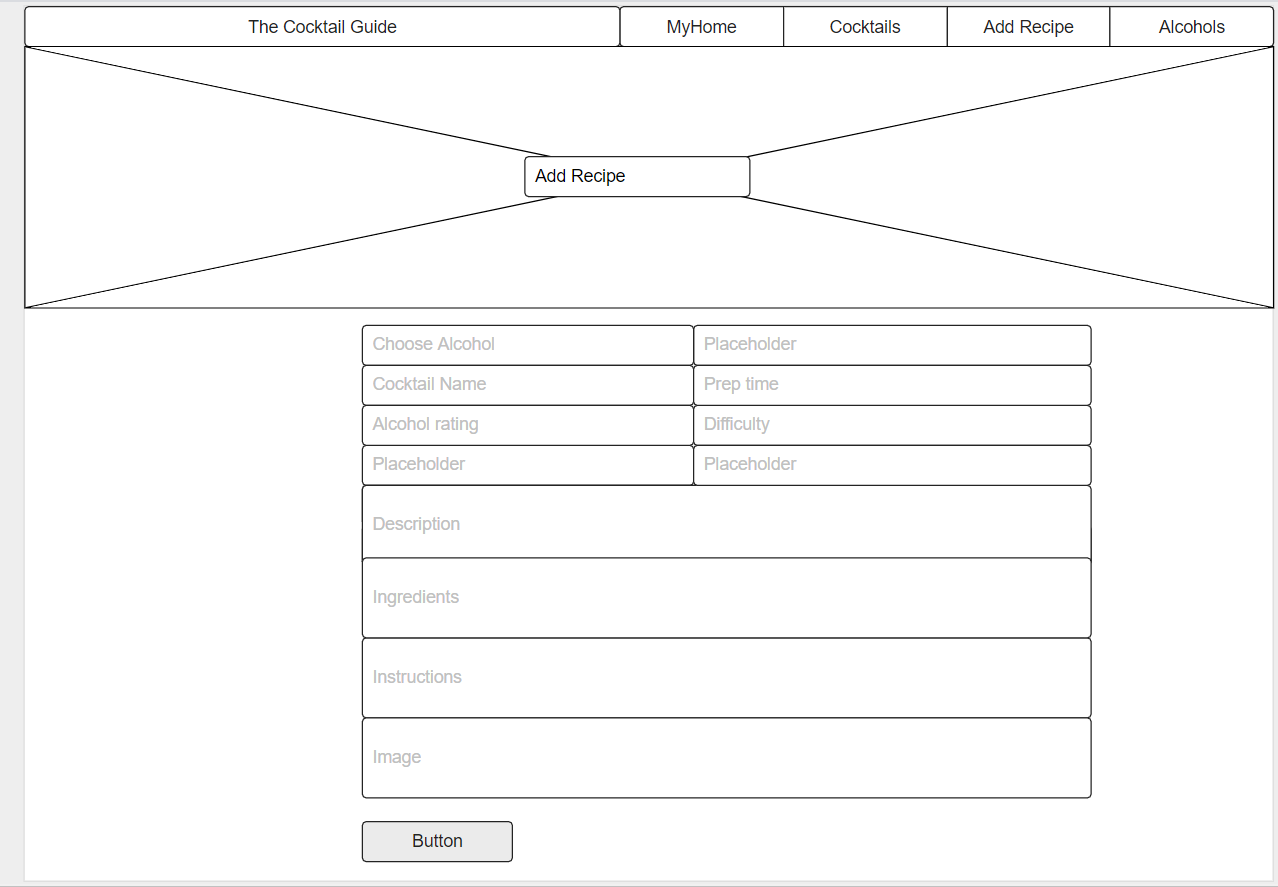 The Cocktail Guide MyHome Cocktails Add Recipe Alcohols
Add Recipe
Choose Alcohol Placeholder
Cocktail Name Prep time
Alcohol rating Difficulty
Placeholder Placeholder
Description
Ingredients
Instructions
Image
Button